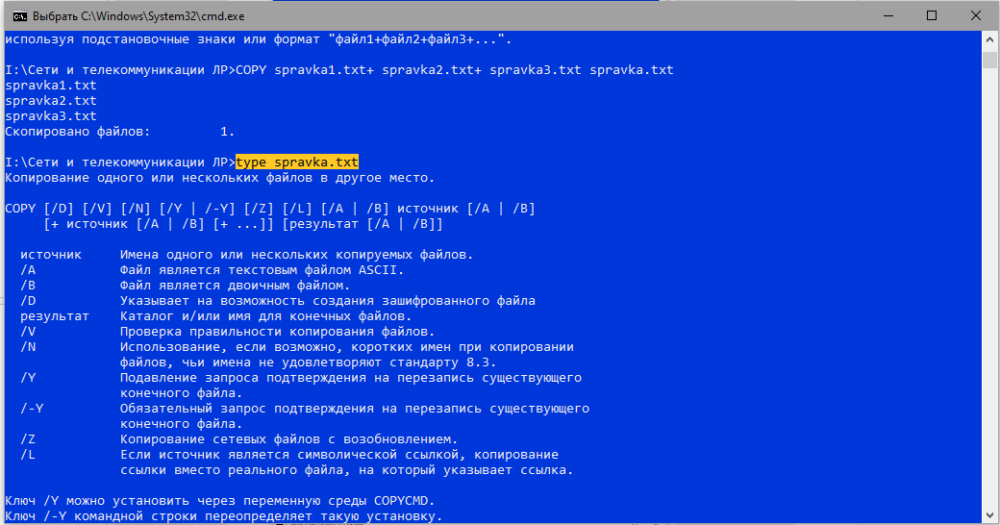 Выбрать C:\Windows\System32\cmd.exe
используя подстановочные знаки или формат "файл1+файл2+файл3+...".
I:\Сети и телекоммуникации ЛР>COPY spravka1.txt+ spravka2.txt+ spravka3.txt spravka.txt
spravka1.txt
spravka2.txt
spravka3.txt
Скопировано файлов:         1.
I:\Сети и телекоммуникации ЛР>type spravka.txt
Копирование одного или нескольких файлов в другое место.
COPY [/D] [/V] [/N] [/Y | /-Y] [/Z] [/L] [/A | /B] источник [/A | /B]
     [+ источник [/A | /B] [+ ...]] [результат [/A | /B]]
  источник     Имена одного или нескольких копируемых файлов.
  /A           Файл является текстовым файлом ASCII.
  /B           Файл является двоичным файлом.
  /D           Указывает на возможность создания зашифрованного файла
  результат    Каталог и/или имя для конечных файлов.
  /V           Проверка правильности копирования файлов.
  /N           Использование, если возможно, коротких имен при копировании
               файлов, чьи имена не удовлетворяют стандарту 8.3.
  /Y           Подавление запроса подтверждения на перезапись существующего
               конечного файла.
  /-Y          Обязательный запрос подтверждения на перезапись существующего
               конечного файла.
  /Z           Копирование сетевых файлов с возобновлением.
  /L           Если источник является символической ссылкой, копирование
               ссылки вместо реального файла, на который указывает ссылка.
Ключ /Y можно установить через переменную среды COPYCMD.
Ключ /-Y командной строки переопределяет такую установку.